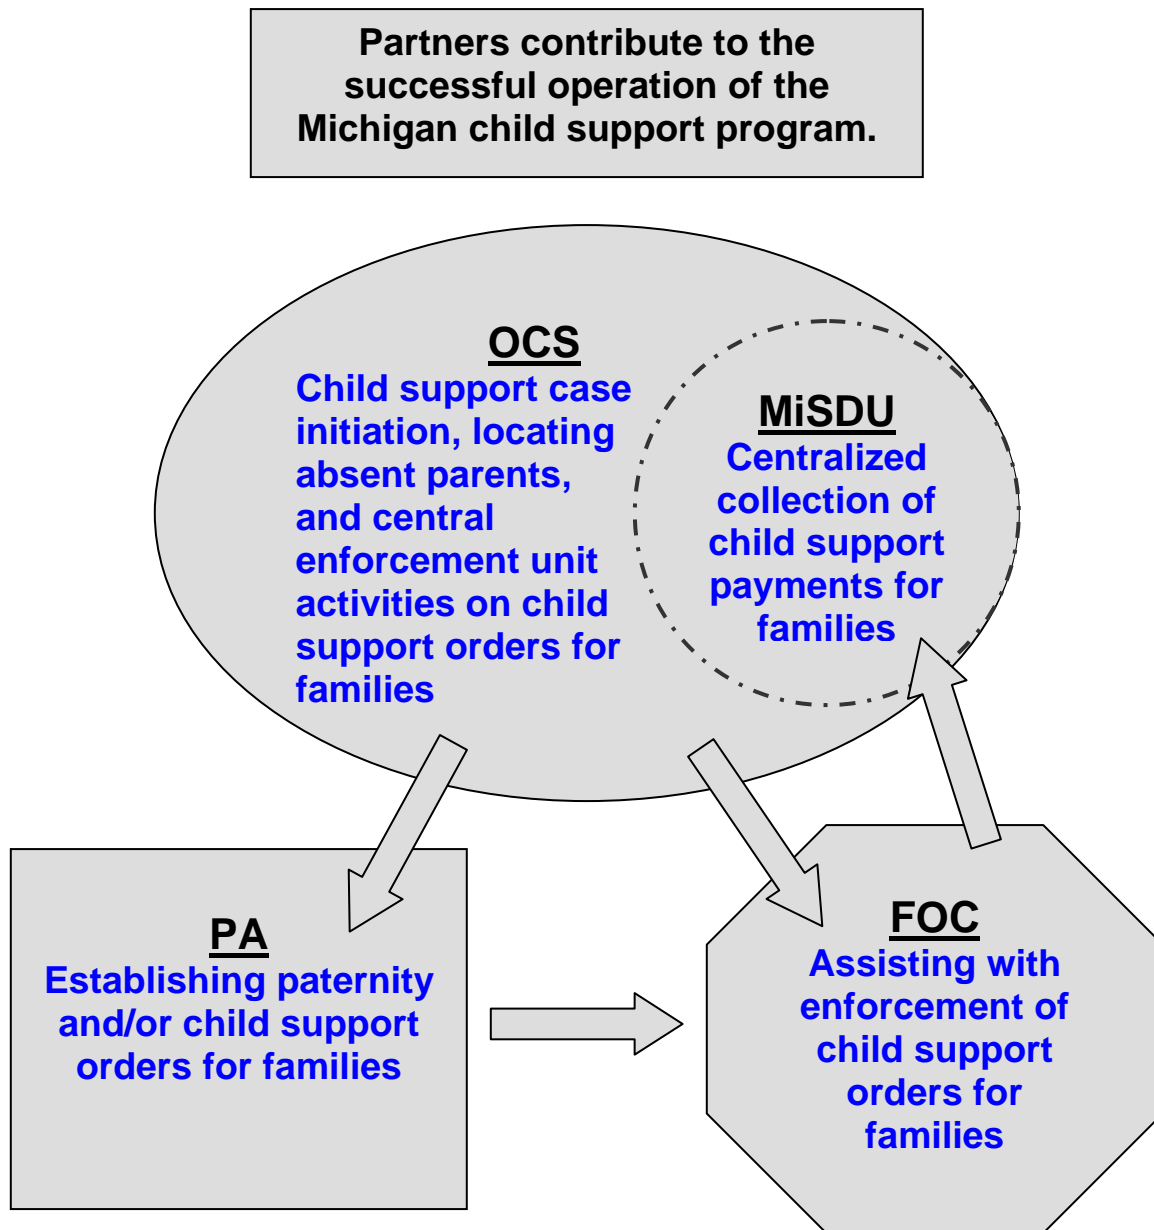 Partners contribute to the
successful operation of the
Michigan child support program.
OCS
Child support case
initiation, locating
absent parents,
and central
enforcement unit
activities on child
support orders for
families
MiSDU
Centralized
collection of
child support
payments for
families
PA
Establishing paternity
and/or child support
orders for families
FOC
Assisting with
enforcement of
child support
orders for
families